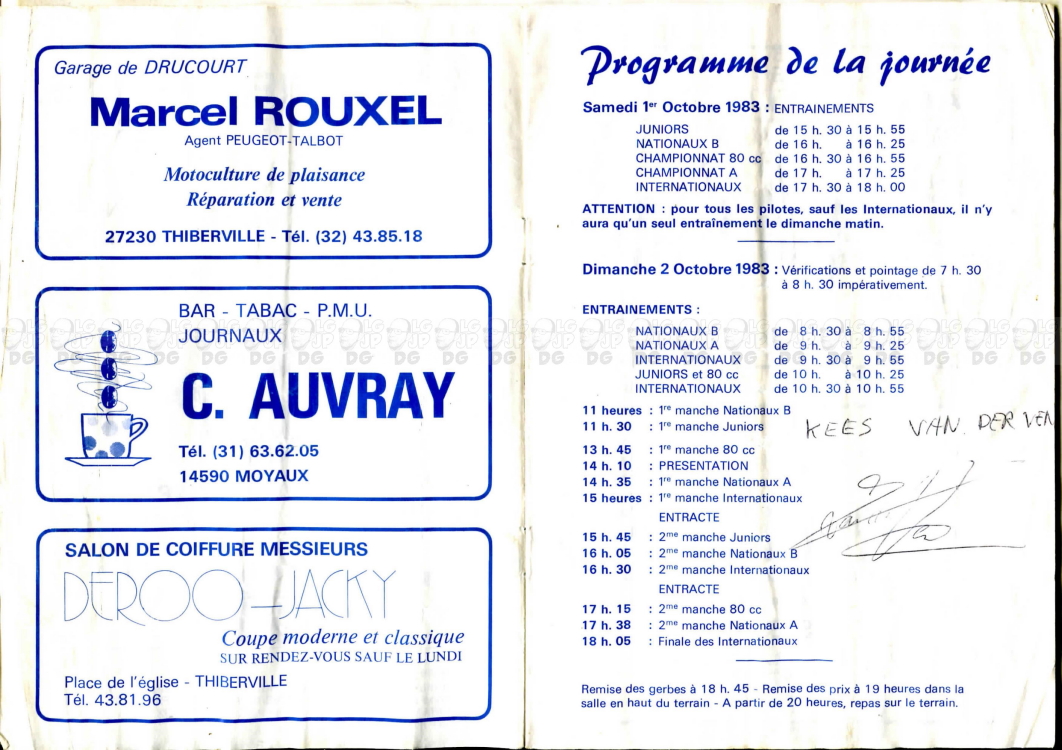 Garage de DRUCOURT
Marcel ROUXEL
Agent PEUGEOT-TALBOT
Motoculture de plaisance
Réparation et vente
27230 THIBERVILLE - Tél. (32) 43.85.18
BAR - TABAC - P.M.U.
JOURNAUX
C. AUVRAY
Tél. (31) 63.62.05
14590 MOYAUX
SALON DE COIFFURE MESSIEURS
DEROO-JACKY
Coupe moderne et classique
SUR RENDEZ-VOUS SAUF LE LUNDI
Place de l'église - THIBERVILLE
Tél. 43.81.96
Programme de la journée
Samedi 1er Octobre 1983 : ENTRAINEMENTS
JUNIORS de 15 h. 30 à 15 h. 55
NATIONAUX B de 16 h. à 16 h. 25
CHAMPIONNAT 80 cc de 16 h. 30 à 16 h. 55
CHAMPIONNAT A de 17 h. à 17 h. 25
INTERNATIONAUX de 17 h. 30 à 18 h. 00
ATTENTION : pour tous les pilotes, sauf les Internationaux, il n'y
aura qu'un seul entraînement le dimanche matin.
Dimanche 2 Octobre 1983 : Vérifications et pointage de 7 h. 30
à 8 h. 30 impérativement.
ENTRAINEMENTS :
NATIONAUX B de 8 h. 30 à 8 h. 55
NATIONAUX A de 9 h. à 9 h. 25
INTERNATIONAUX de 9 h. 30 à 9 h. 55
JUNIORS et 80 cc de 10 h. à 10 h. 25
INTERNATIONAUX de 10 h. 30 à 10 h. 55
11 heures : 1re manche Nationaux B
11 h. 30 : 1re manche Juniors
KEES VAN DER VEN
13 h. 45 : 1re manche 80 cc
14 h. 10 : PRESENTATION
14 h. 35 : 1re manche Nationaux A
15 heures : 1re manche Internationaux
ENTRACTE
15 h. 45 : 2me manche Juniors
16 h. 05 : 2me manche Nationaux B
16 h. 30 : 2me manche Internationaux
ENTRACTE
17 h. 15 : 2me manche 80 cc
17 h. 38 : 2me manche Nationaux A
18 h. 05 : Finale des Internationaux
Remise des gerbes à 18 h. 45 - Remise des prix à 19 heures dans la
salle en haut du terrain - A partir de 20 heures, repas sur le terrain.